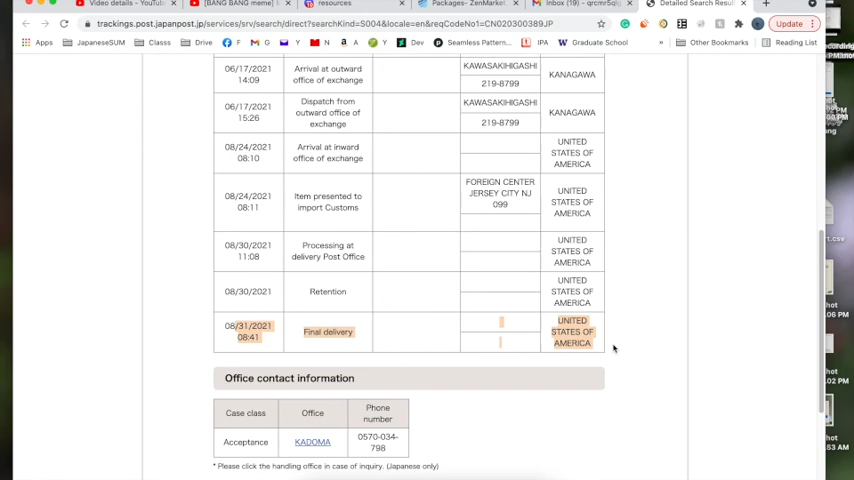 Video details - YouTube
[BANG BANG meme]
resources
Packages- ZenMarket
Inbox (19) - qrcmr5q
Detailed Search Resul
trackings.post.japanpost.jp/services/srv/search/direct?searchKind=S004&locale=en&reqCodeNo1=CN020300389JP
Update
Apps
JapaneseSUM
Classs
Drive
F
G
Y
N
A
Y
Dev
Seamless Pattern...
IPA
Graduate School
»
Other Bookmarks
Reading List
06/17/2021
14:09
Arrival at outward
office of exchange
KAWASAKIHIGASHI
219-8799
KANAGAWA
06/17/2021
15:26
Dispatch from
outward office of
exchange
KAWASAKIHIGASHI
219-8799
KANAGAWA
08/24/2021
08:10
Arrival at inward
office of exchange
UNITED
STATES OF
AMERICA
08/24/2021
08:11
Item presented to
import Customs
FOREIGN CENTER
JERSEY CITY NJ
099
UNITED
STATES OF
AMERICA
08/30/2021
11:08
Processing at
delivery Post Office
UNITED
STATES OF
AMERICA
08/30/2021
Retention
UNITED
STATES OF
AMERICA
08/31/2021
08:41
Final delivery
UNITED
STATES OF
AMERICA
Office contact information
Case class
Office
Phone
number
Acceptance
KADOMA
0570-034-
798
* Please click the handling office in case of inquiry. (Japanese only)